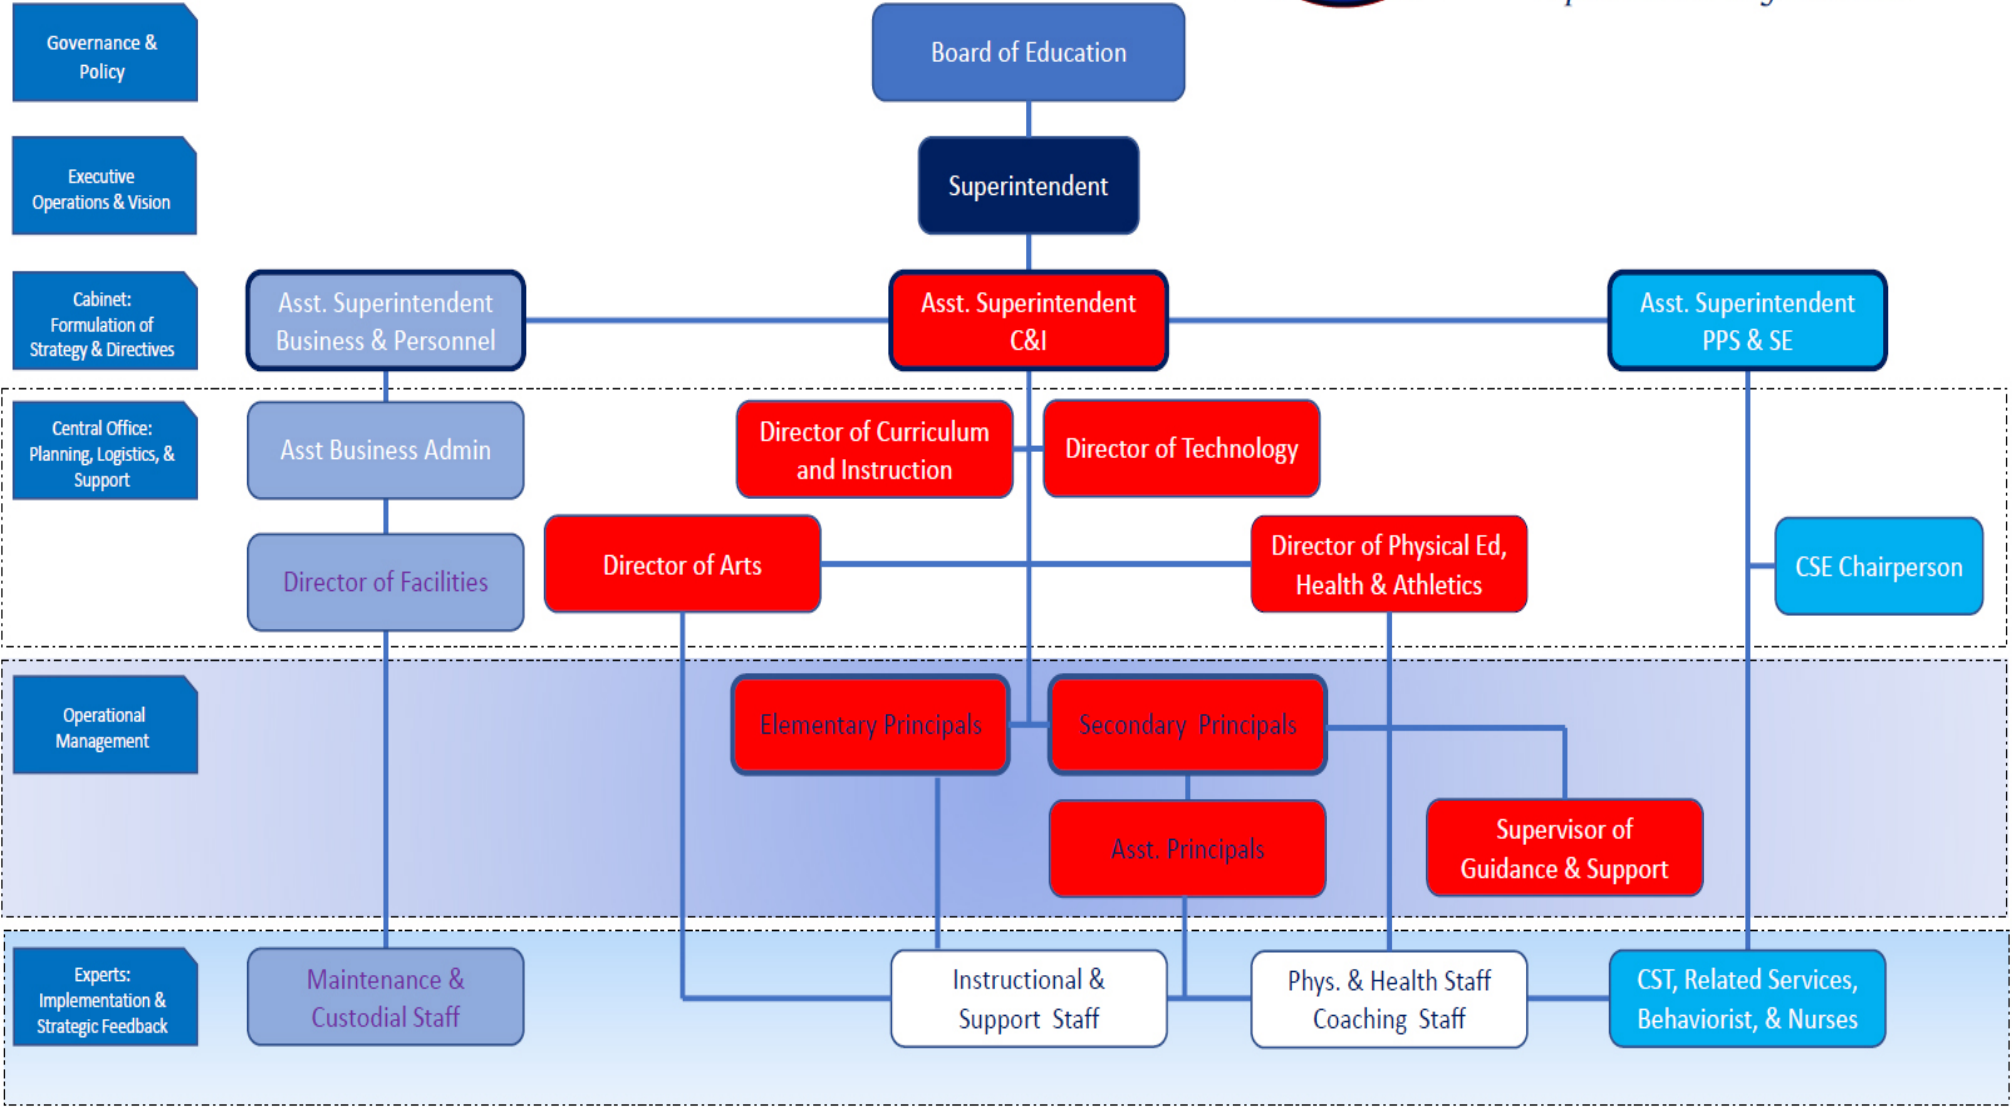 Governance &
Policy
Board of Education
Executive
Operations & Vision
Superintendent
Cabinet:
Formulation of
Strategy & Directives
Asst. Superintendent
Business & Personnel
Asst. Superintendent
C&I
Asst. Superintendent
PPS & SE
Central Office:
Planning, Logistics, &
Support
Asst Business Admin
Director of Curriculum
and Instruction
Director of Technology
Director of Facilities
Director of Arts
Director of Physical Ed,
Health & Athletics
CSE Chairperson
Operational
Management
Elementary Principals
Secondary Principals
Asst. Principals
Supervisor of
Guidance & Support
Experts:
Implementation &
Strategic Feedback
Maintenance &
Custodial Staff
Instructional &
Support Staff
Phys. & Health Staff
Coaching Staff
CST, Related Services,
Behaviorist, & Nurses